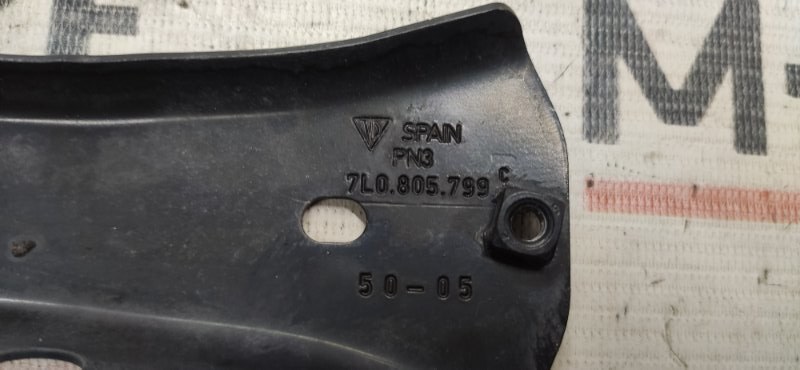 SPAIN
PN3
7L0.805.799 C
50-05
M-